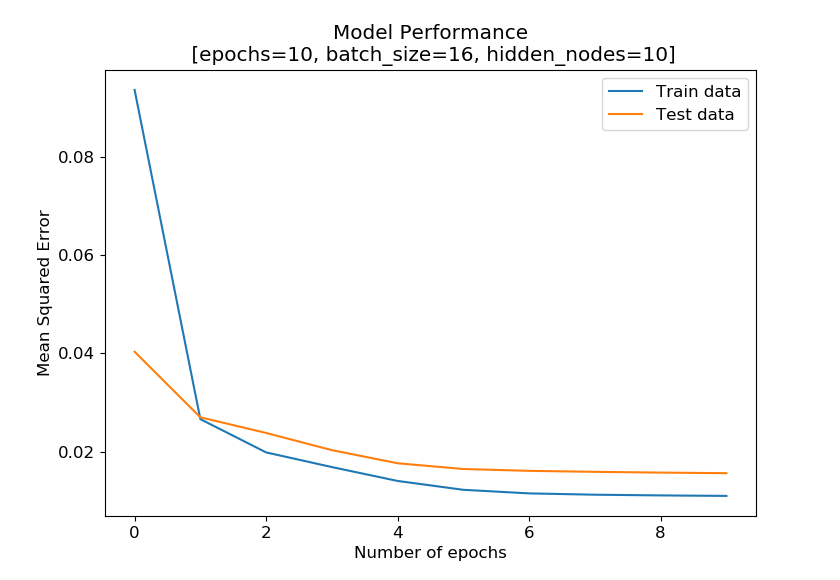 Model Performance
[epochs=10, batch_size=16, hidden_nodes=10]
Train data
Test data
Mean Squared Error
0.08
0.06
0.04
0.02
0
2
4
6
8
Number of epochs